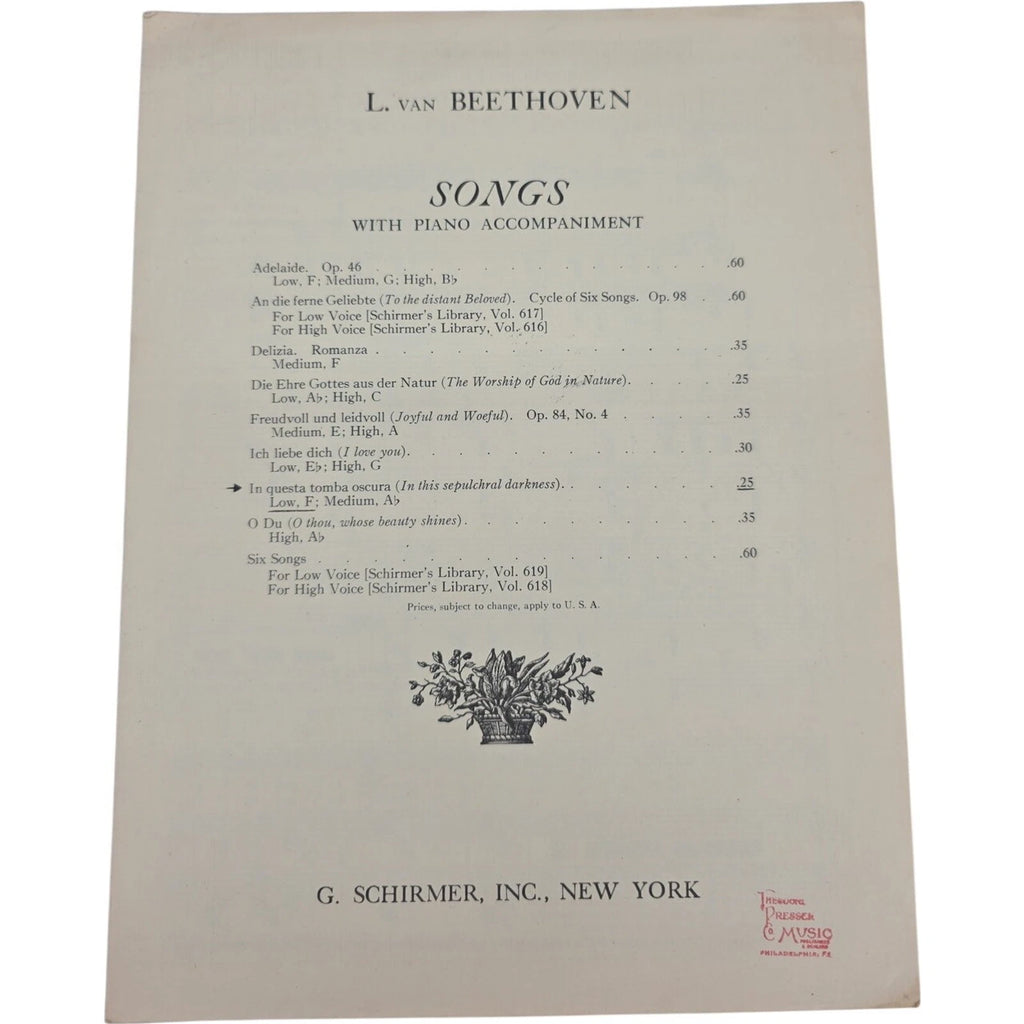 L. VAN BEETHOVEN
SONGS
WITH PIANO ACCOMPANIMENT
Adelaide. Op. 46 . . . . . . . . . . . . .60
Low, F; Medium, G; High, B♭
An die ferne Geliebte (To the distant Beloved). Cycle of Six Songs. Op. 98 . .60
For Low Voice [Schirmer's Library, Vol. 617]
For High Voice [Schirmer's Library, Vol. 616]
Delizia. Romanza . . . . . . . . . . . . .35
Medium, F
Die Ehre Gottes aus der Natur (The Worship of God in Nature). . . . .25
Low, A♭; High, C
Freudvoll und leidvoll (Joyful and Woeful). Op. 84, No. 4 . . . . .35
Medium, E; High, A
Ich liebe dich (I love you). . . . . . . . . . . . .30
Low, E♭; High, G
→ In questa tomba oscura (In this sepulchral darkness). . . . . . . .25
Low, F; Medium, A♭
O Du (O thou, whose beauty shines). . . . . . . . . . .35
High, A♭
Six Songs . . . . . . . . . . . . . . .60
For Low Voice [Schirmer's Library, Vol. 619]
For High Voice [Schirmer's Library, Vol. 618]
Prices, subject to change, apply to U. S. A.
G. SCHIRMER, INC., NEW YORK
THEODORE
PRESSER
CO MUSIC
PUBLISHERS
& DEALERS
PHILADELPHIA, PA.